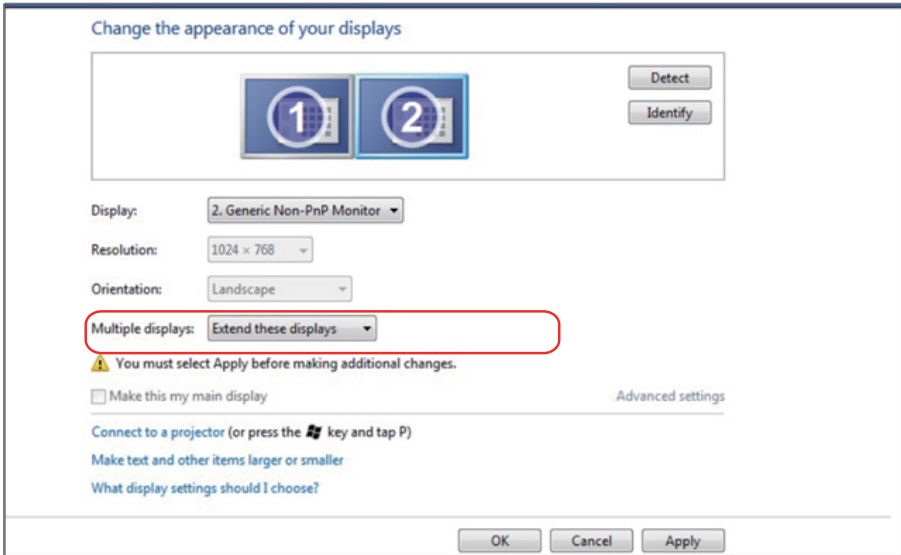 Change the appearance of your displays
1
2
Detect
Identify
Display:
2. Generic Non-PnP Monitor
Resolution:
1024 × 768
Orientation:
Landscape
Multiple displays:
Extend these displays
You must select Apply before making additional changes.
Make this my main display
Advanced settings
Connect to a projector (or press the key and tap P)
Make text and other items larger or smaller
What display settings should I choose?
OK
Cancel
Apply